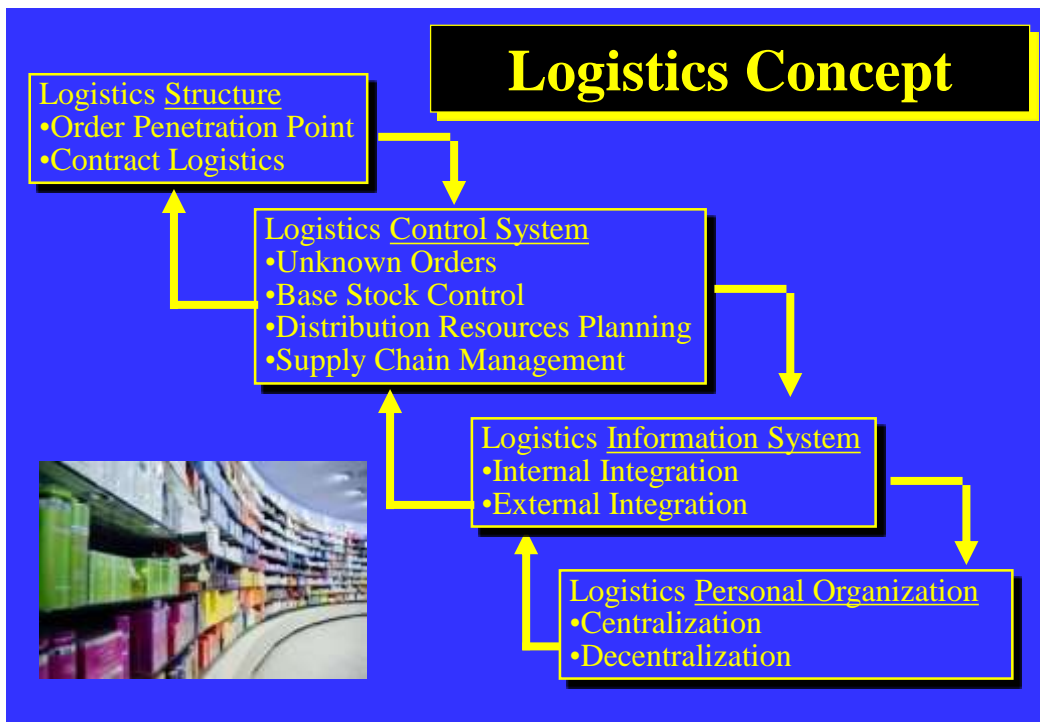 Logistics Concept
Logistics Structure
•Order Penetration Point
•Contract Logistics
Logistics Control System
•Unknown Orders
•Base Stock Control
•Distribution Resources Planning
•Supply Chain Management
Logistics Information System
•Internal Integration
•External Integration
Logistics Personal Organization
•Centralization
•Decentralization